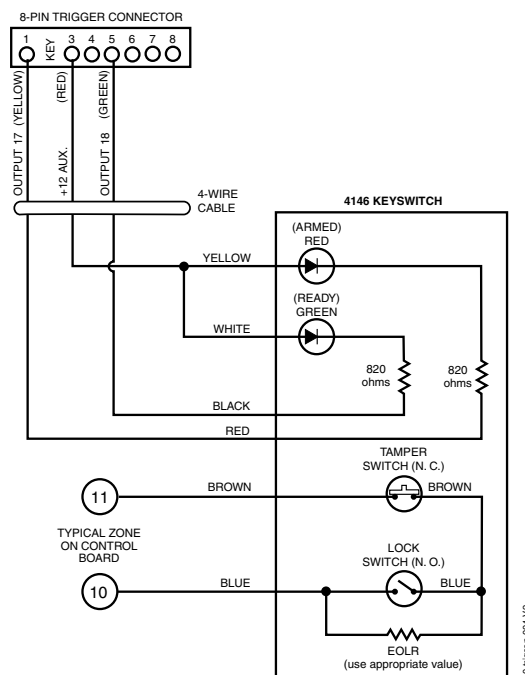 8-PIN TRIGGER CONNECTOR
1 KEY 3 4 5 6 7 8
OUTPUT 17 (YELLOW)
+12 AUX. (RED)
OUTPUT 18 (GREEN)
4-WIRE
CABLE
4146 KEYSWITCH
(ARMED)
RED
YELLOW
(READY)
GREEN
WHITE
820
ohms
820
ohms
BLACK
RED
TAMPER
SWITCH (N. C.)
11
BROWN
BROWN
TYPICAL ZONE
ON CONTROL
BOARD
LOCK
SWITCH (N. O.)
10
BLUE
BLUE
EOLR
(use appropriate value)